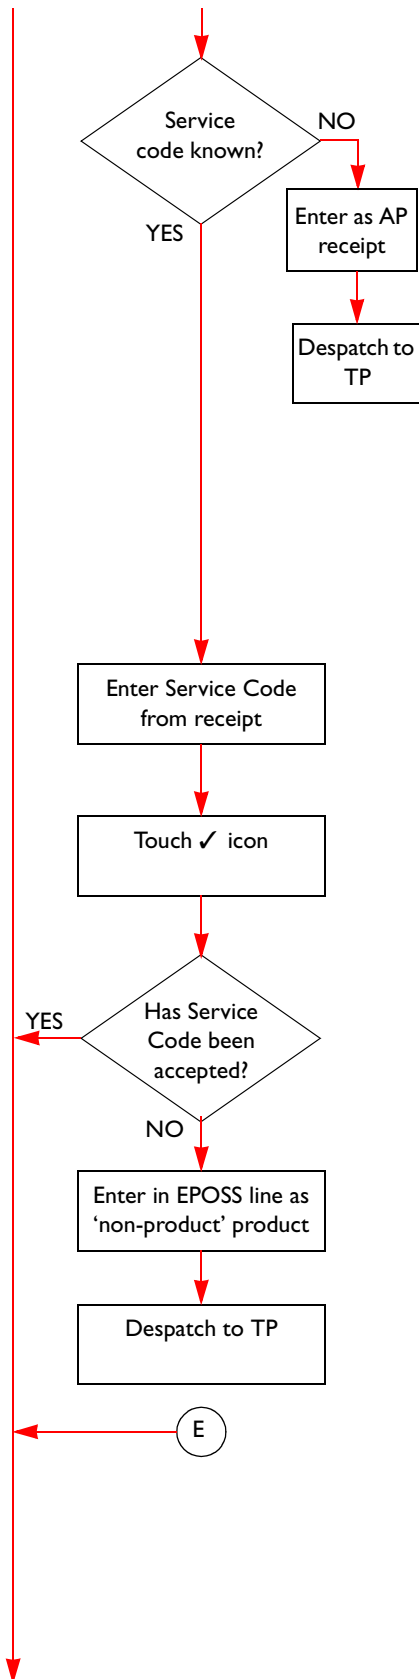 Service
code known?
NO
YES
Enter as AP
receipt
Despatch to
TP
Enter Service Code
from receipt
Touch ✓ icon
Has Service
Code been
accepted?
YES
NO
Enter in EPOSS line as
‘non-product’ product
Despatch to TP
E